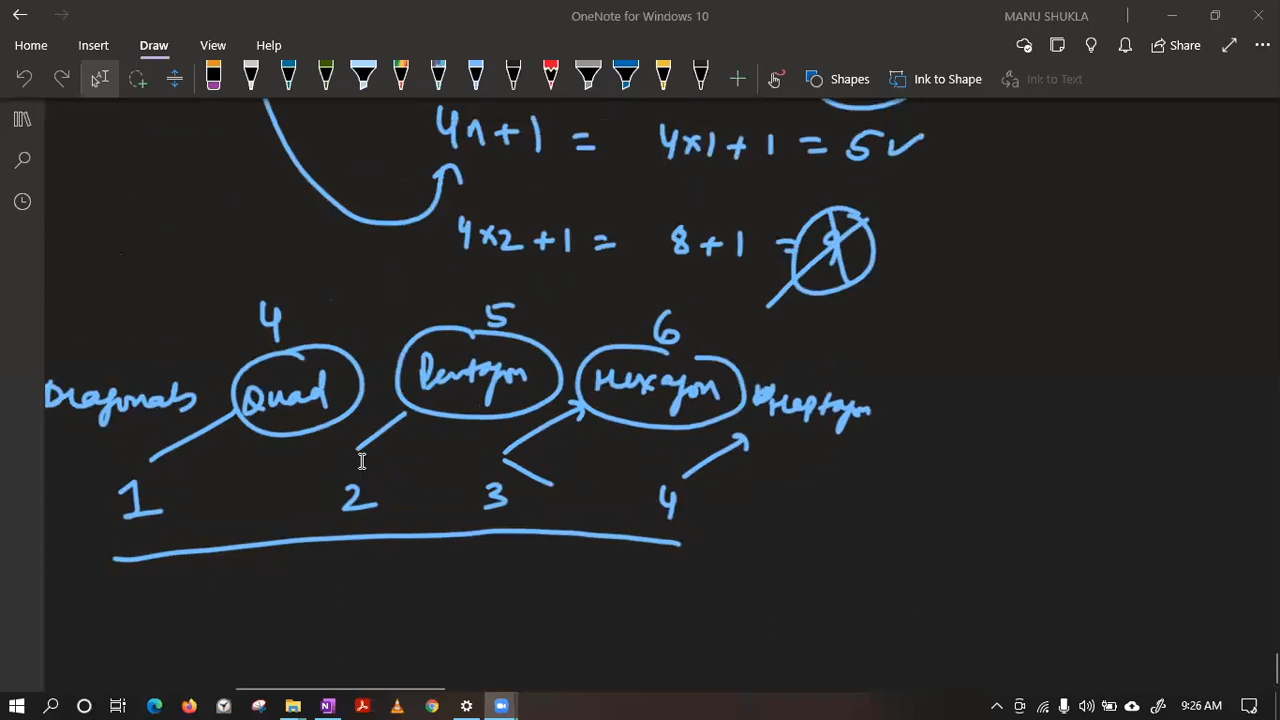 OneNote for Windows 10
MANU SHUKLA
Home Insert Draw View Help
Share
Shapes Ink to Shape Ink to Text
4n+1 = 4x1+1 = 5✓
4x2+1 = 8+1 =
4 5 6
Diagonals Quad Pentagon Hexagon Heptagon
1 2 3 4
9:26 AM